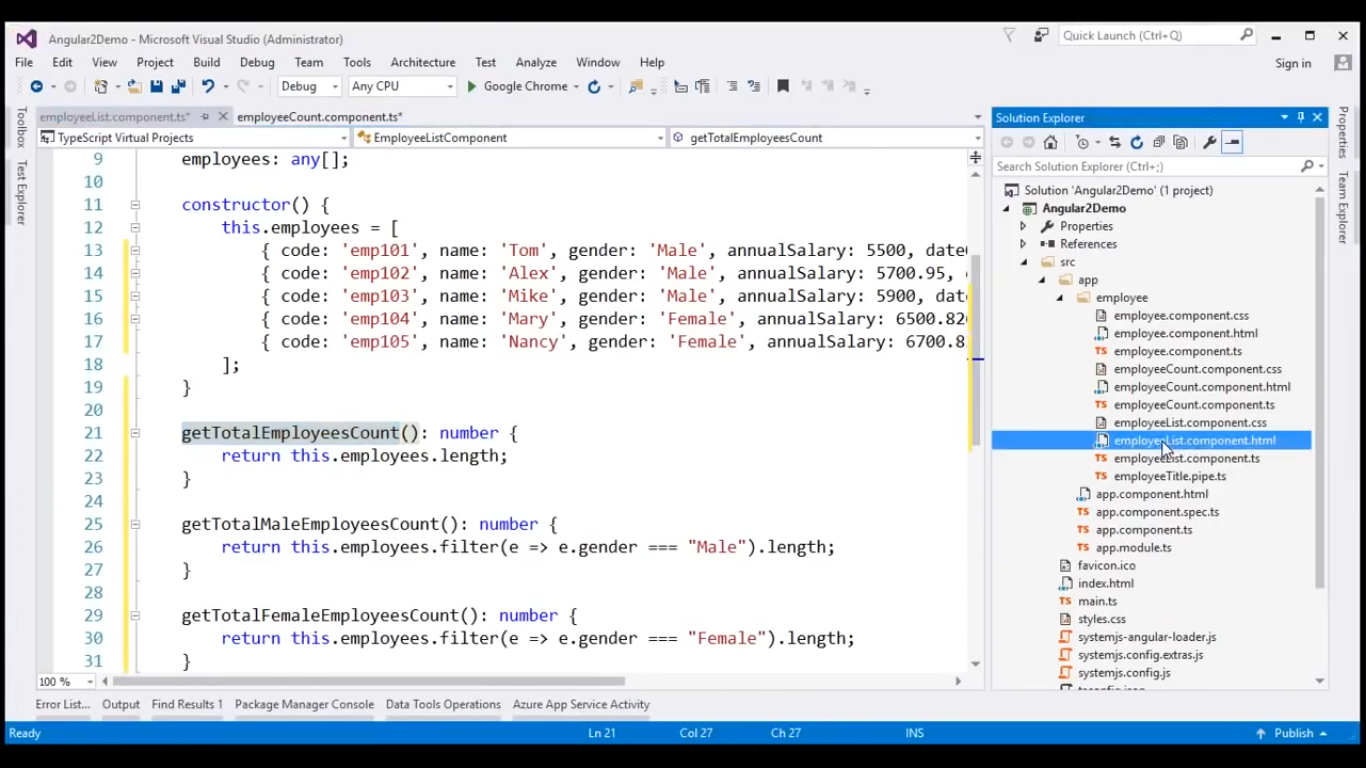 Angular2Demo - Microsoft Visual Studio (Administrator)
Quick Launch (Ctrl+Q)
File Edit View Project Build Debug Team Tools Architecture Test Analyze Window Help
Sign in
Debug Any CPU Google Chrome
Toolbox
Test Explorer
employeeList.component.ts* employeeCount.component.ts*
TypeScript Virtual Projects EmployeeListComponent getTotalEmployeesCount
9 employees: any[];
10
11 constructor() {
12 this.employees = [
13 { code: 'emp101', name: 'Tom', gender: 'Male', annualSalary: 5500,
14 { code: 'emp102', name: 'Alex', gender: 'Male', annualSalary: 5700.95,
15 { code: 'emp103', name: 'Mike', gender: 'Male', annualSalary: 5900, dat
16 { code: 'emp104', name: 'Mary', gender: 'Female', annualSalary: 6500.82
17 { code: 'emp105', name: 'Nancy', gender: 'Female', annualSalary: 6700.8
18 ];
19 }
20
21 getTotalEmployeesCount(): number {
22 return this.employees.length;
23 }
24
25 getTotalMaleEmployeesCount(): number {
26 return this.employees.filter(e => e.gender === "Male").length;
27 }
28
29 getTotalFemaleEmployeesCount(): number {
30 return this.employees.filter(e => e.gender === "Female").length;
31 }
100 %
Solution Explorer
Search Solution Explorer (Ctrl+;)
Solution 'Angular2Demo' (1 project)
Angular2Demo
Properties
References
src
app
employee
employee.component.css
employee.component.html
employee.component.ts
employeeCount.component.css
employeeCount.component.html
employeeCount.component.ts
employeeList.component.css
employeeList.component.html
employeeList.component.ts
employeeTitle.pipe.ts
app.component.html
app.component.spec.ts
app.component.ts
app.module.ts
favicon.ico
index.html
main.ts
styles.css
systemjs-angular-loader.js
systemjs.config.extras.js
systemjs.config.js
Properties
Team Explorer
Error List... Output Find Results 1 Package Manager Console Data Tools Operations Azure App Service Activity
Ready Ln 21 Col 27 Ch 27 INS Publish